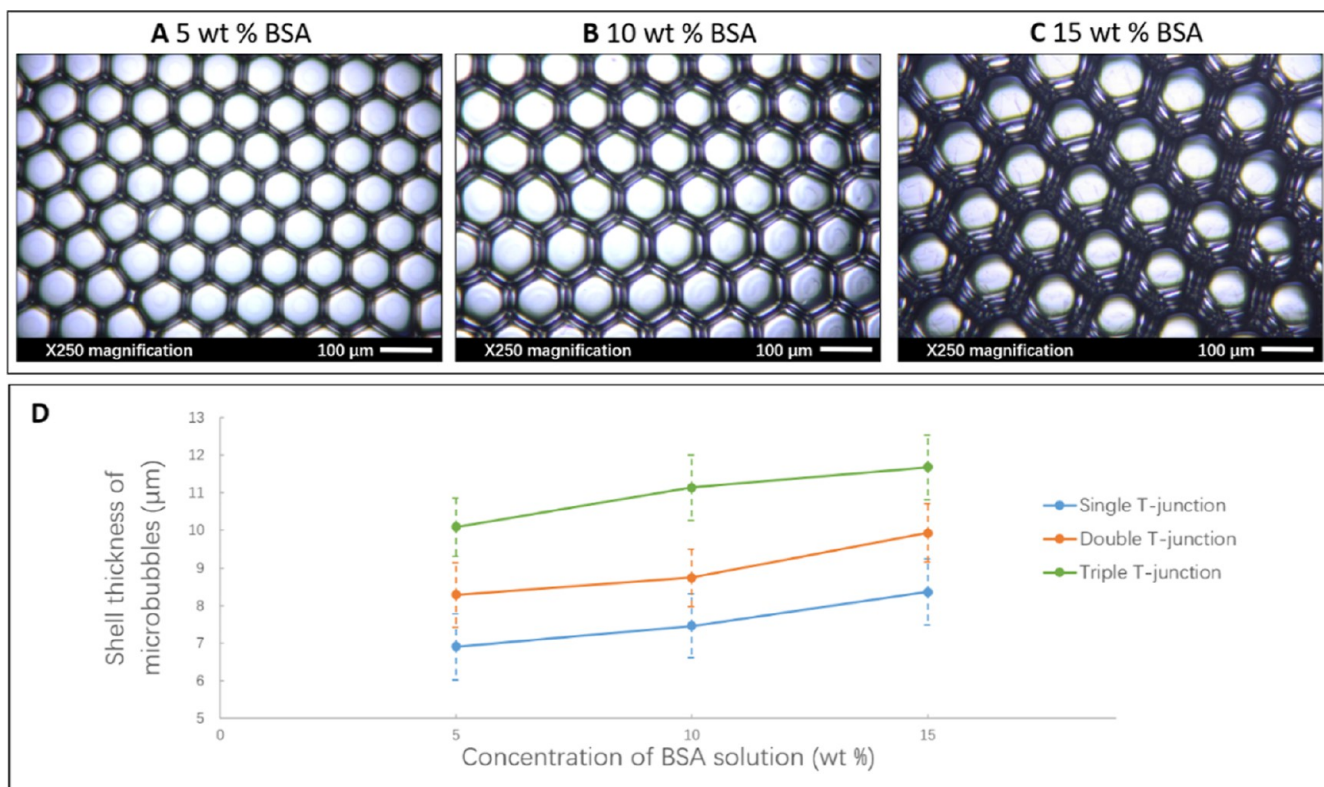 A 5 wt % BSA
B 10 wt % BSA
C 15 wt % BSA
X250 magnification 100 µm
X250 magnification 100 µm
X250 magnification 100 µm
D
13
12
11
10
9
8
7
6
5
0 5 10 15
Shell thickness of
microbubbles (µm)
Concentration of BSA solution (wt %)
Single T-junction
Double T-junction
Triple T-junction